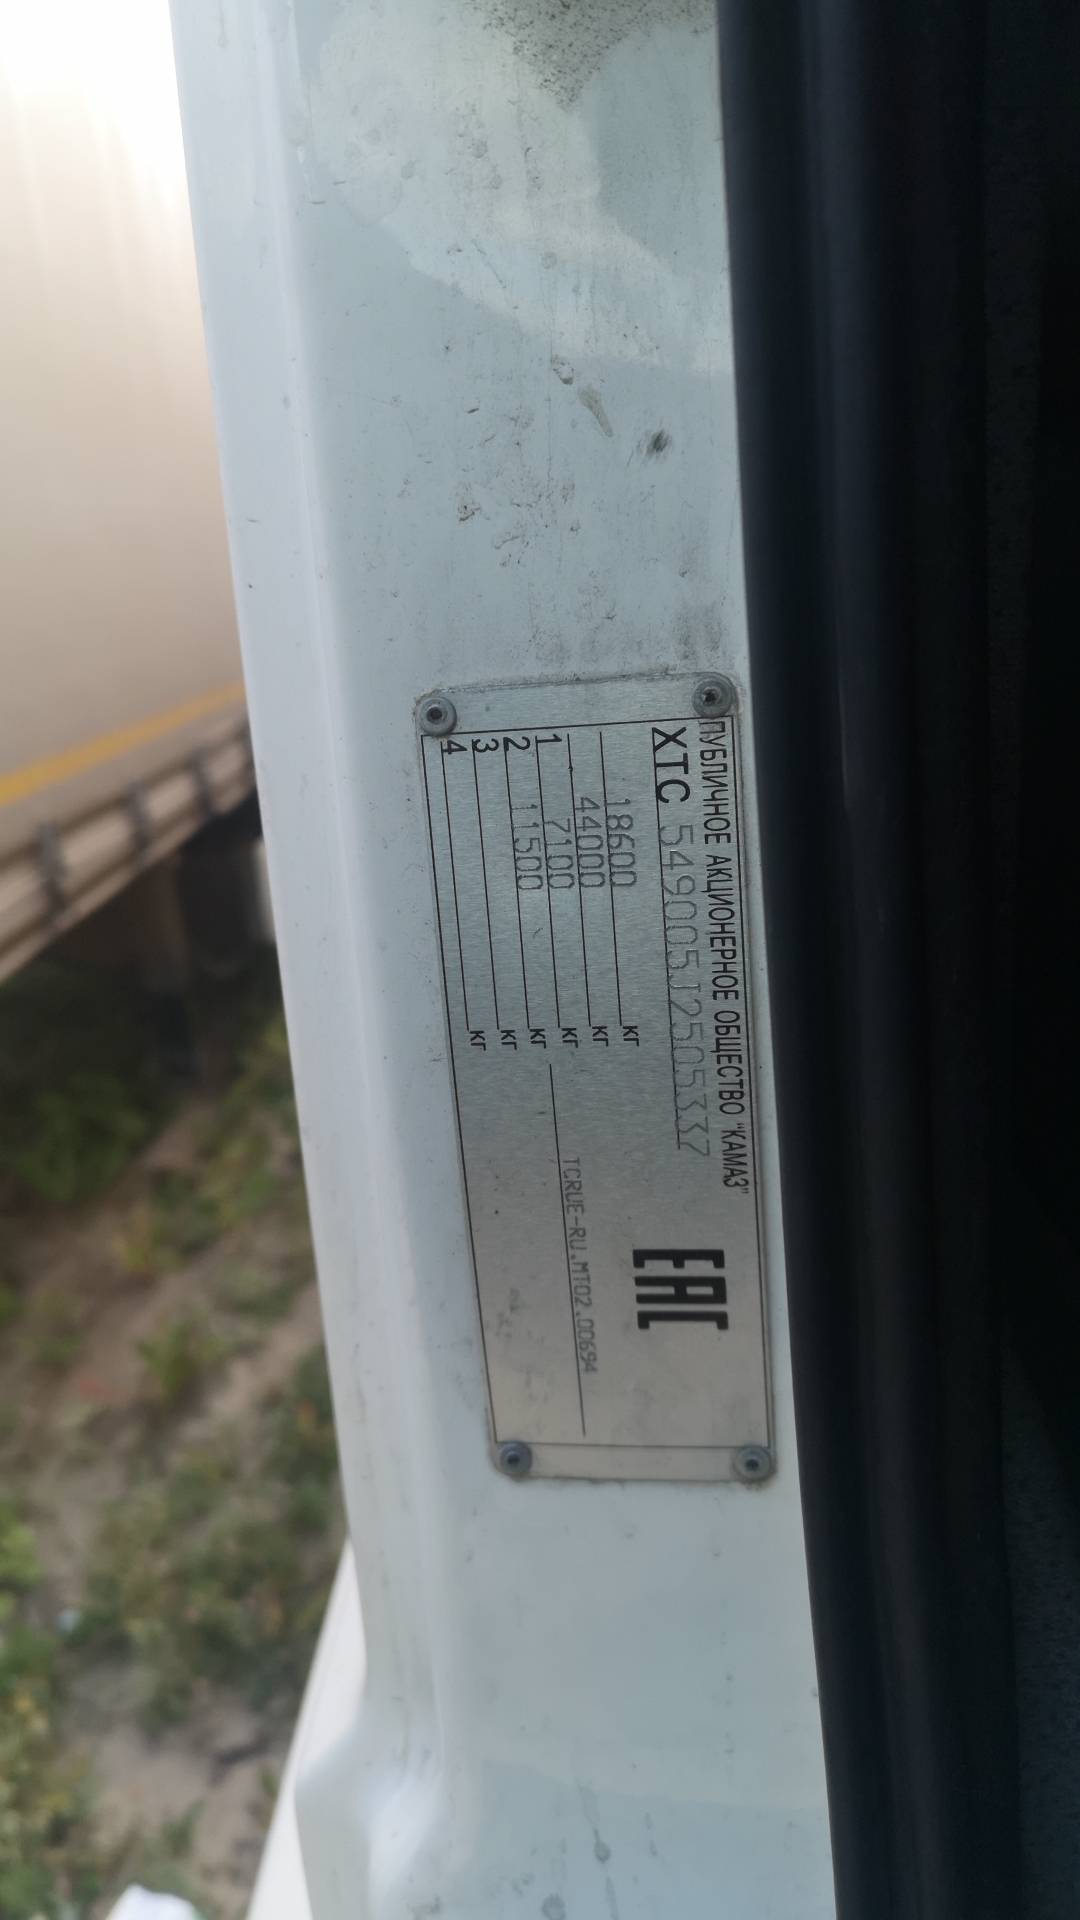 ПУБЛИЧНОЕ АКЦИОНЕРНОЕ ОБЩЕСТВО "КАМАЗ"
XTC 549005J2505337
18600 кг
44000 кг
1 7100 кг
2 11500 кг
3 кг
4 кг
EAC
TCRUE-RU.MT02.00694